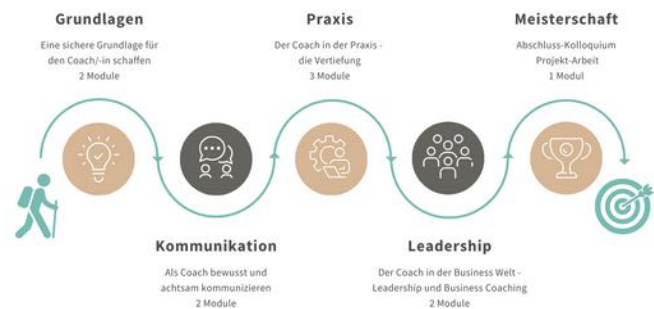 Grundlagen
Eine sichere Grundlage für
den Coach/-in schaffen
2 Module
Praxis
Der Coach in der Praxis -
die Vertiefung
3 Module
Meisterschaft
Abschluss-Kolloquium
Projekt-Arbeit
1 Modul
Kommunikation
Als Coach bewusst und
achtsam kommunizieren
2 Module
Leadership
Der Coach in der Business Welt -
Leadership und Business Coaching
2 Module